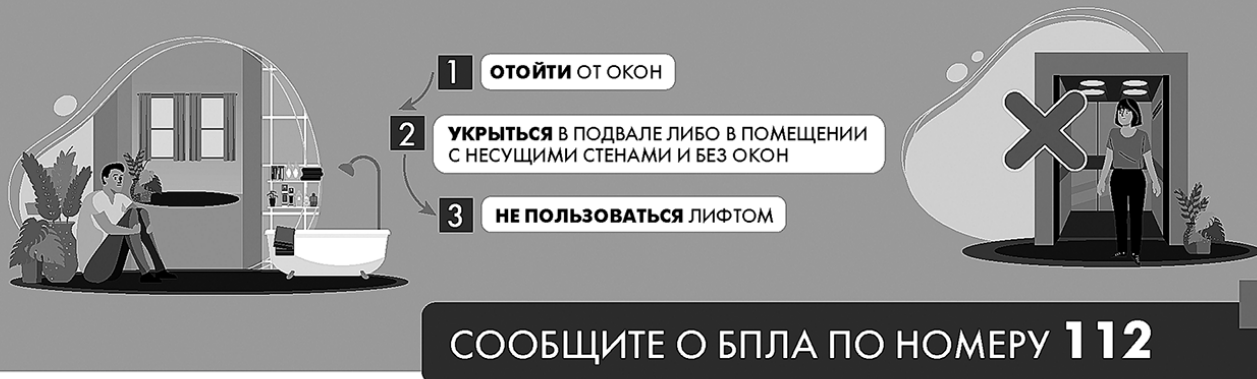 1 ОТОЙТИ ОТ ОКОН
2 УКРЫТЬСЯ В ПОДВАЛЕ ЛИБО В ПОМЕЩЕНИИ
С НЕСУЩИМИ СТЕНАМИ И БЕЗ ОКОН
3 НЕ ПОЛЬЗОВАТЬСЯ ЛИФТОМ
СООБЩИТЕ О БПЛА ПО НОМЕРУ 112